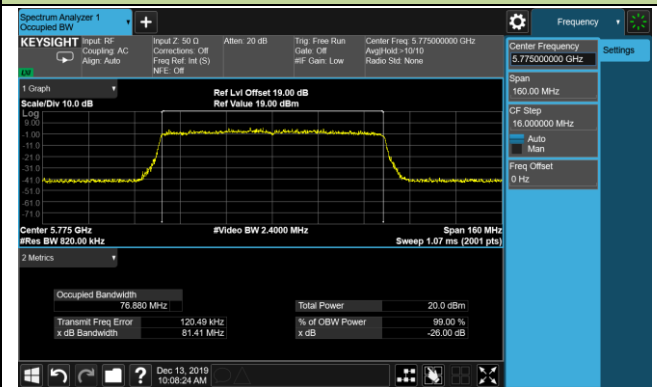 Spectrum Analyzer 1
Occupied BW
+
Frequency
KEYSIGHT
Input: RF
Coupling: AC
Align: Auto
Input Z: 50 Ω
Corrections: Off
Freq Ref: Int (S)
NFE: Off
Atten: 20 dB
Trig: Free Run
Gate: Off
#IF Gain: Low
Center Freq: 5.775000000 GHz
Avg|Hold:>10/10
Radio Std: None
Center Frequency
5.775000000 GHz
Settings
Span
160.00 MHz
CF Step
16.000000 MHz
Auto
Man
Freq Offset
0 Hz
1 Graph
Scale/Div 10.0 dB
Ref Lvl Offset 19.00 dB
Ref Value 19.00 dBm
Log
9.00
-1.00
-11.0
-21.0
-31.0
-41.0
-51.0
-61.0
-71.0
Center 5.775 GHz
#Res BW 820.00 kHz
#Video BW 2.4000 MHz
Span 160 MHz
Sweep 1.07 ms (2001 pts)
2 Metrics
Occupied Bandwidth
76.880 MHz
Total Power 20.0 dBm
Transmit Freq Error 120.49 kHz
% of OBW Power 99.00 %
x dB Bandwidth 81.41 MHz
x dB -26.00 dB
?
Dec 13, 2019
10:08:24 AM